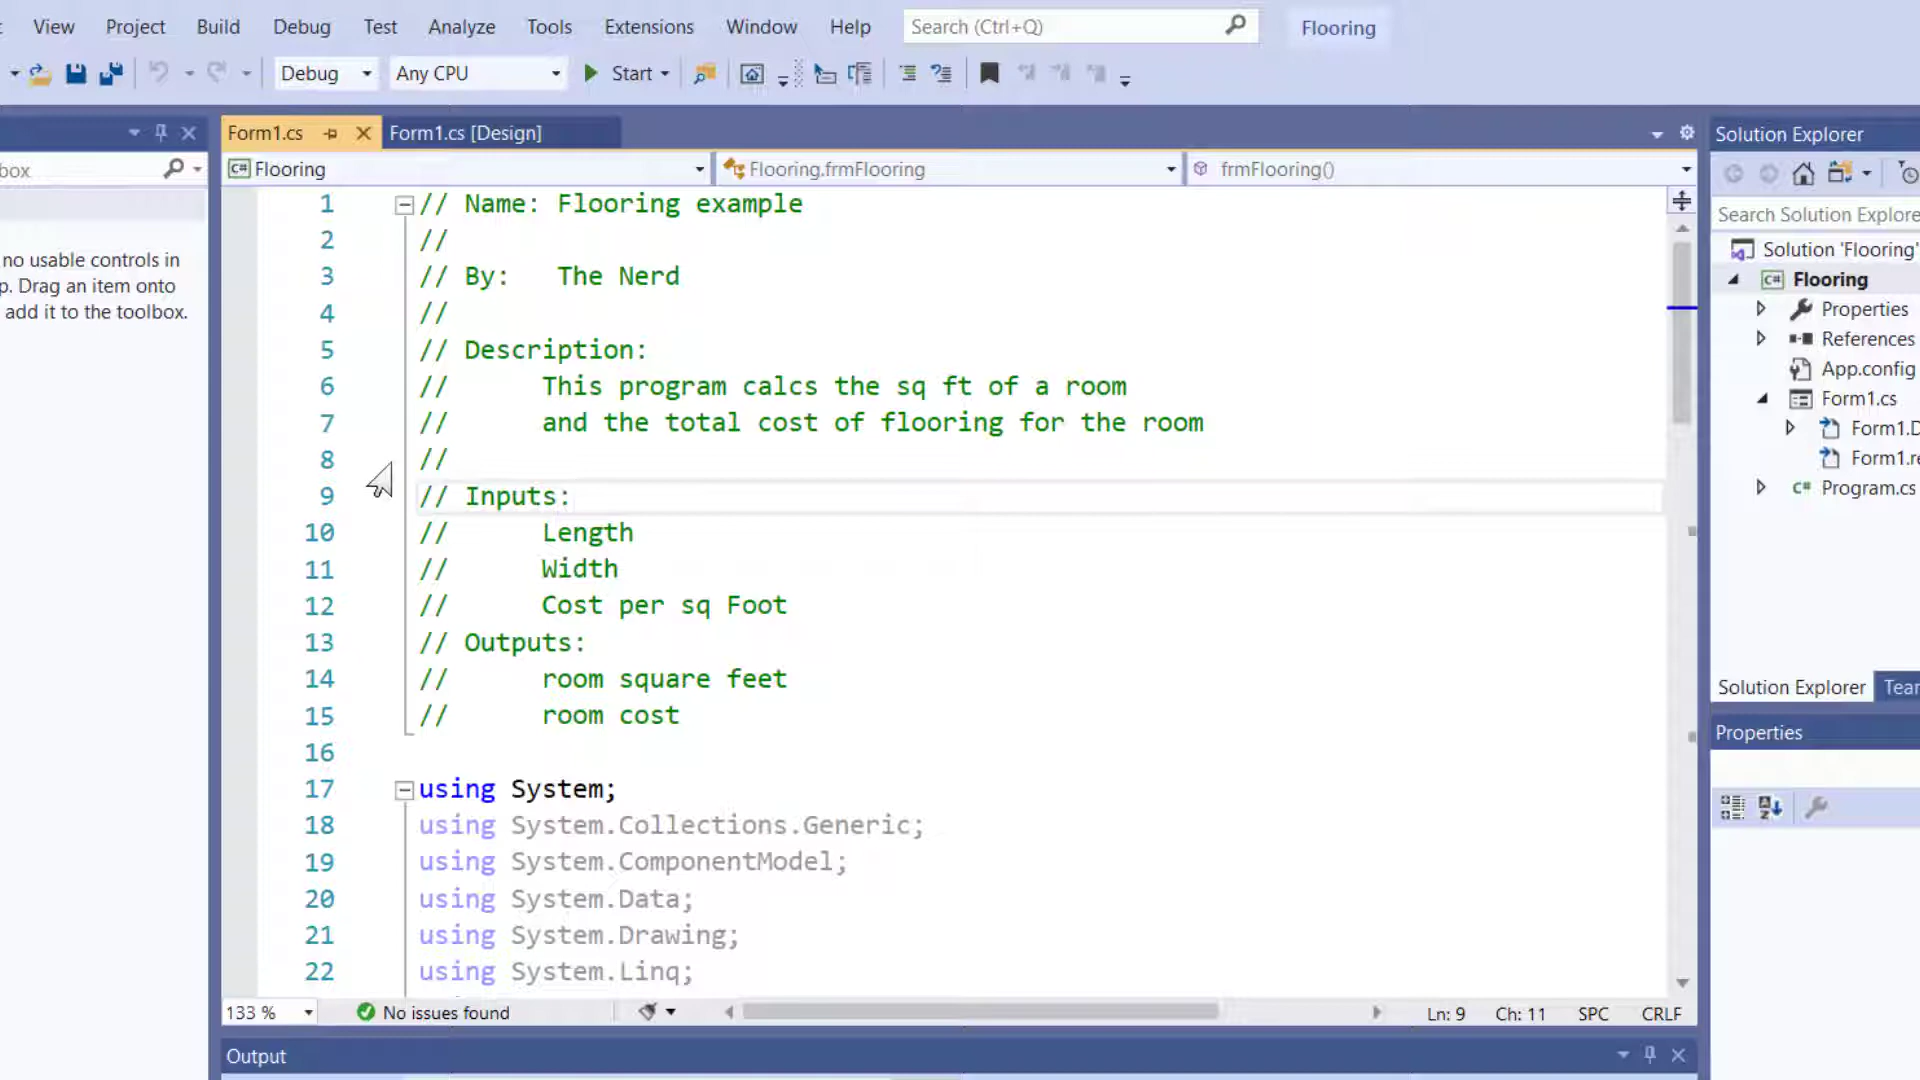 View Project Build Debug Test Analyze Tools Extensions Window Help Search (Ctrl+Q) Flooring
Debug Any CPU Start
Form1.cs Form1.cs [Design]
Flooring Flooring.frmFlooring frmFlooring()
box
no usable controls in
p. Drag an item onto
add it to the toolbox.
1 // Name: Flooring example
2 //
3 // By: The Nerd
4 //
5 // Description:
6 // This program calcs the sq ft of a room
7 // and the total cost of flooring for the room
8 //
9 // Inputs:
10 // Length
11 // Width
12 // Cost per sq Foot
13 // Outputs:
14 // room square feet
15 // room cost
16
17 using System;
18 using System.Collections.Generic;
19 using System.ComponentModel;
20 using System.Data;
21 using System.Drawing;
22 using System.Linq;
133 % No issues found Ln: 9 Ch: 11 SPC CRLF
Output
Solution Explorer
Search Solution Explore
Solution 'Flooring'
C# Flooring
Properties
References
App.config
Form1.cs
Form1.D
Form1.re
C# Program.cs
Solution Explorer Tear
Properties